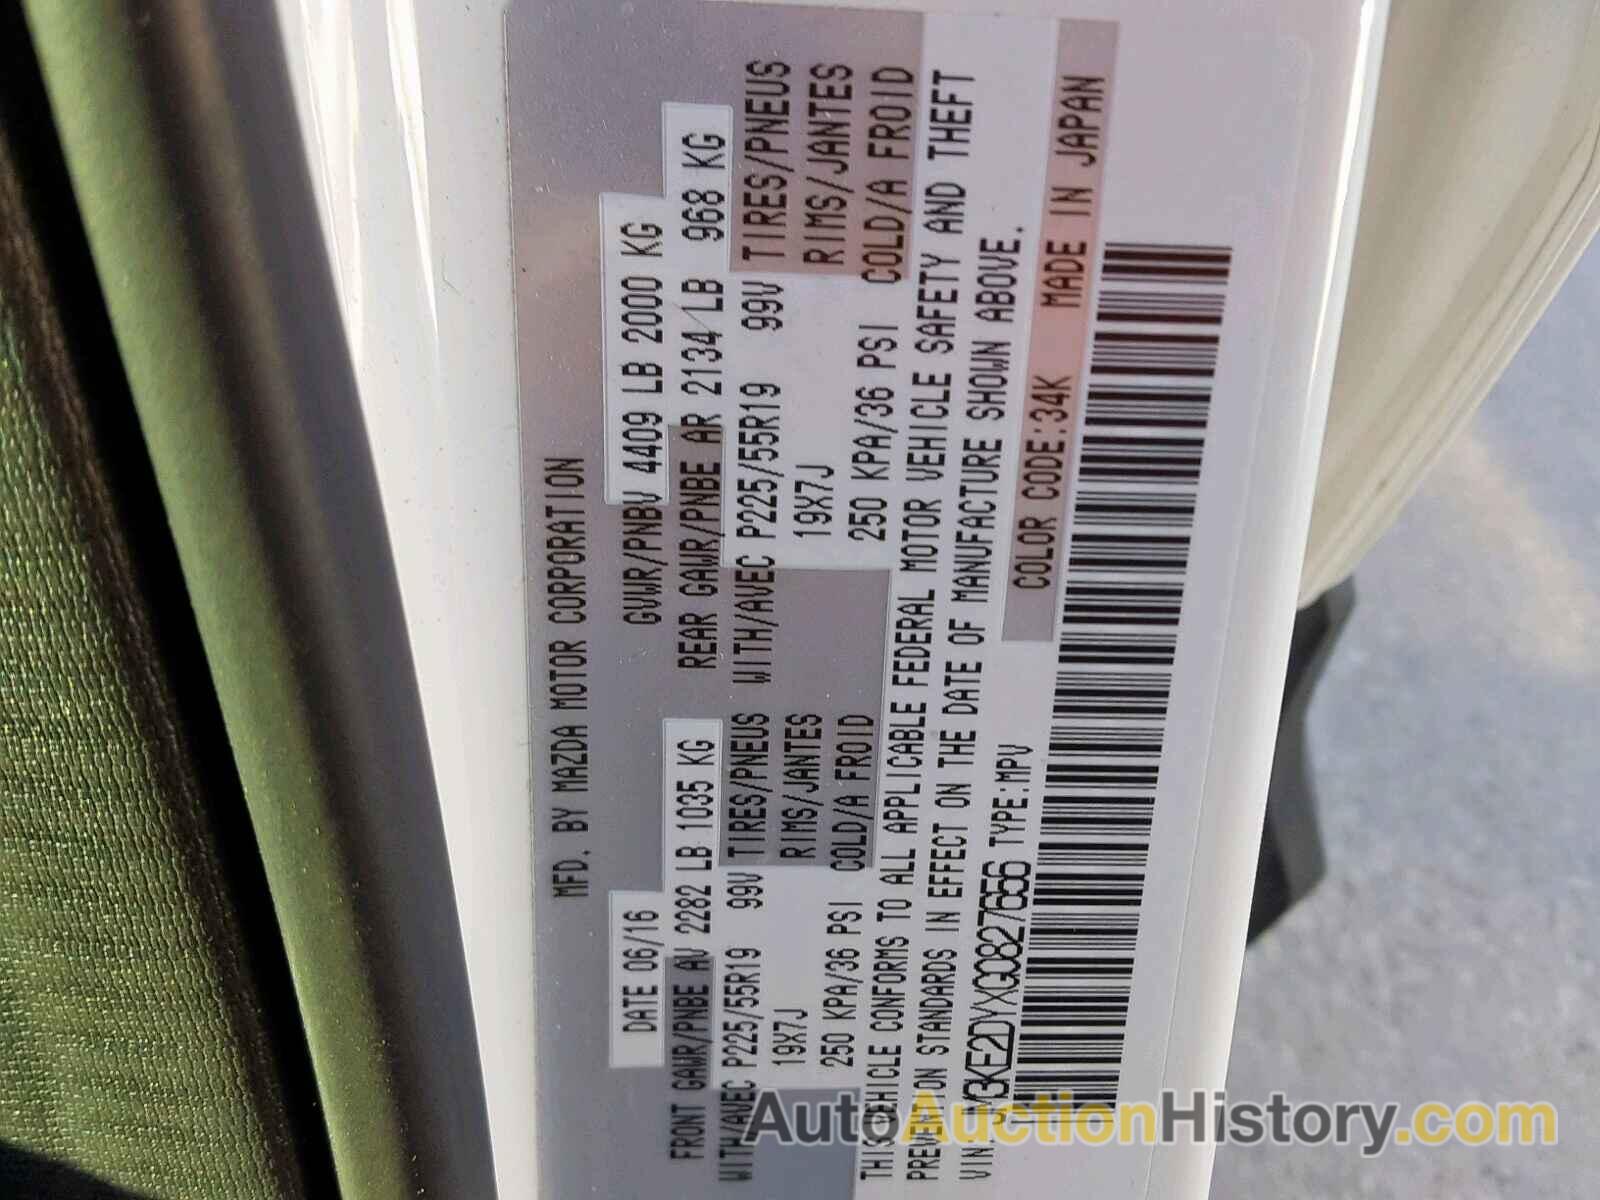 MFD. BY MAZDA MOTOR CORPORATION
DATE 06/16 GVWR/PNBV 4409 LB 2000 KG
FRONT GAWR/PNBE AV 2282 LB 1035 KG REAR GAWR/PNBE AR 2134 LB 968 KG
WITH/AVEC P225/55R19 99V TIRES/PNEUS WITH/AVEC P225/55R19 99V TIRES/PNEUS
19X7J RIMS/JANTES 19X7J RIMS/JANTES
250 KPA/36 PSI COLD/A FROID 250 KPA/36 PSI COLD/A FROID
THIS VEHICLE CONFORMS TO ALL APPLICABLE FEDERAL MOTOR VEHICLE SAFETY AND THEFT
PREVENTION STANDARDS IN EFFECT ON THE DATE OF MANUFACTURE SHOWN ABOVE.
VIN: JM3KE2DYXG0827656 TYPE:MPV COLOR CODE:34K MADE IN JAPAN
AutoAuctionHistory.com